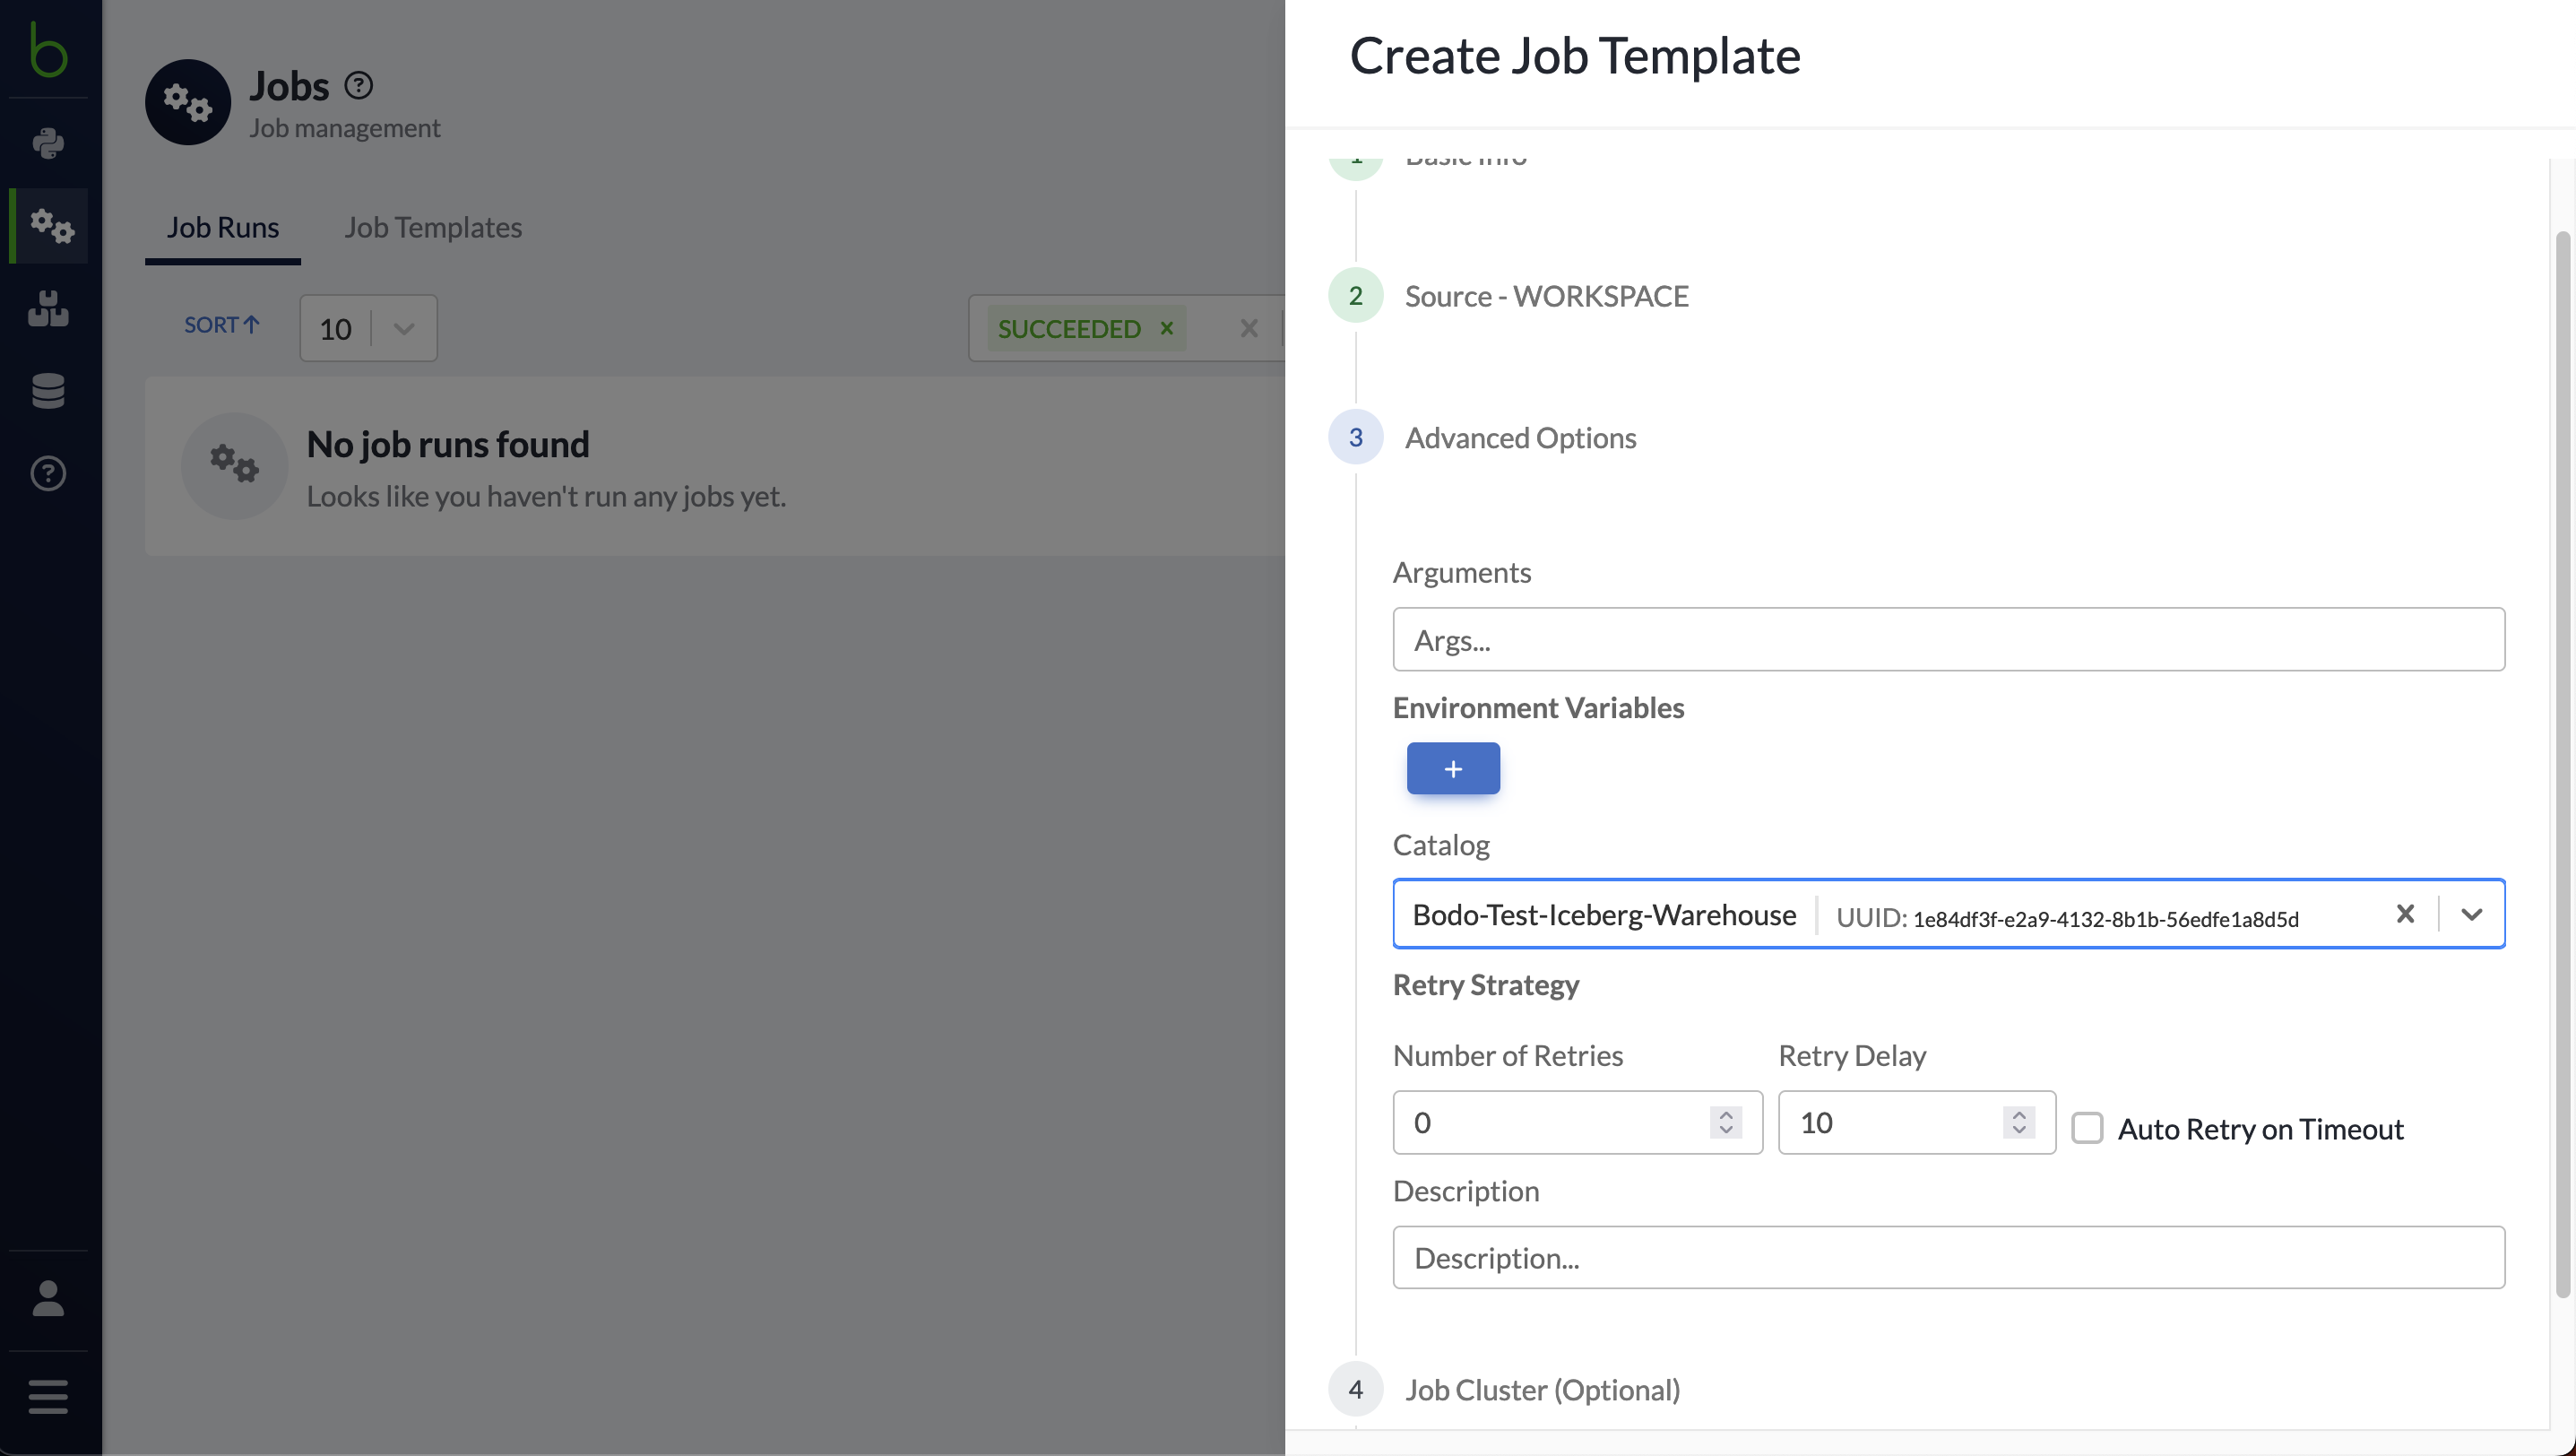 Jobs
Job management
Job Runs
Job Templates
SORT
10
SUCCEEDED
No job runs found
Looks like you haven't run any jobs yet.
Create Job Template
1 Basic Info
2 Source - WORKSPACE
3 Advanced Options
Arguments
Args...
Environment Variables
+
Catalog
Bodo-Test-Iceberg-Warehouse UUID: 1e84df3f-e2a9-4132-8b1b-56edfe1a8d5d
Retry Strategy
Number of Retries Retry Delay
0 10 Auto Retry on Timeout
Description
Description...
4 Job Cluster (Optional)